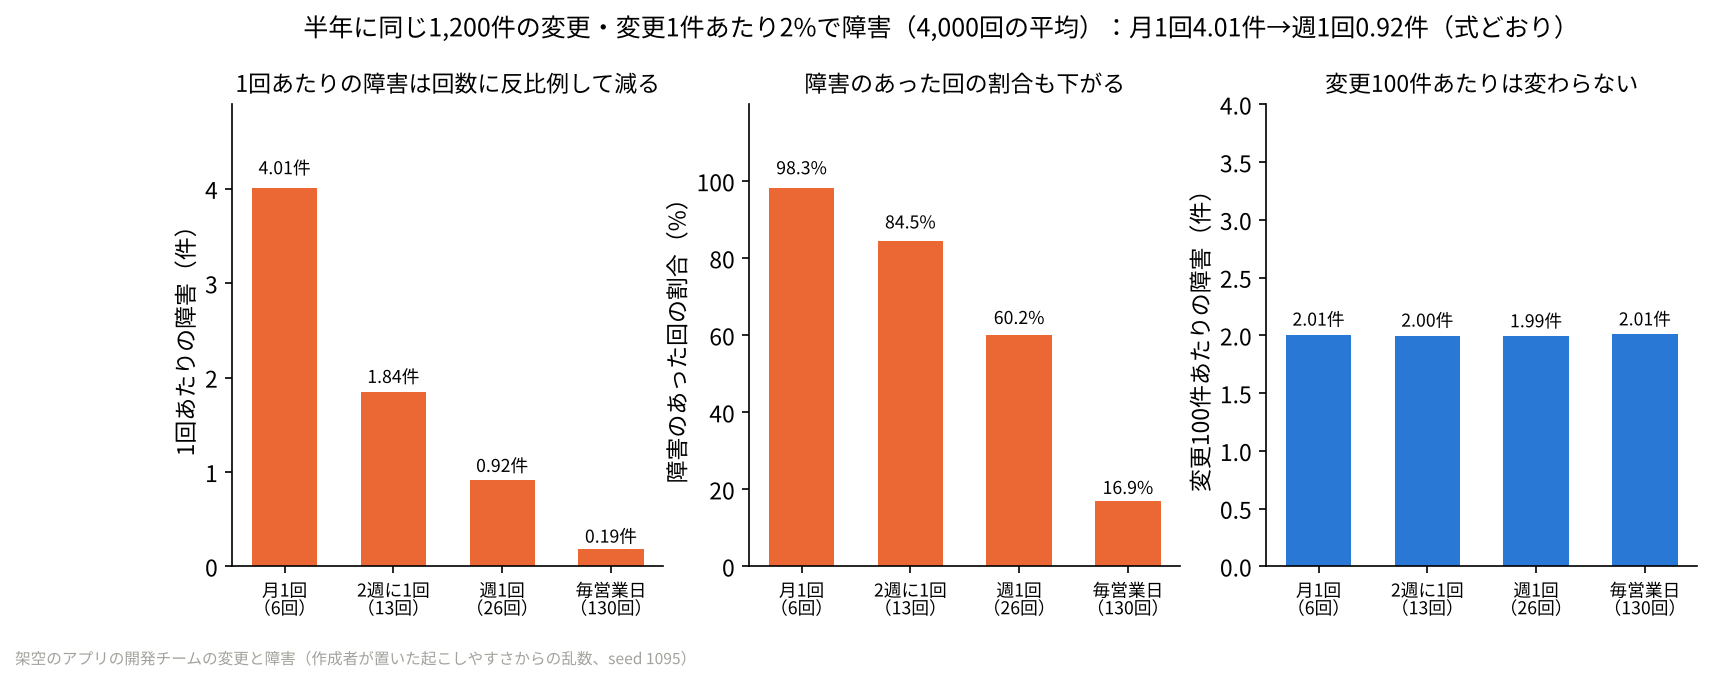 半年に同じ1,200件の変更・変更1件あたり2%で障害（4,000回の平均）：月1回4.01件→週1回0.92件（式どおり）
1回あたりの障害は回数に反比例して減る
1回あたりの障害（件）
4
3
2
1
0
4.01件
1.84件
0.92件
0.19件
月1回
（6回）
2週に1回
（13回）
週1回
（26回）
毎営業日
（130回）
障害のあった回の割合も下がる
障害のあった回の割合（%）
100
80
60
40
20
0
98.3%
84.5%
60.2%
16.9%
月1回
（6回）
2週に1回
（13回）
週1回
（26回）
毎営業日
（130回）
変更100件あたりは変わらない
変更100件あたりの障害（件）
4.0
3.5
3.0
2.5
2.0
1.5
1.0
0.5
0.0
2.01件
2.00件
1.99件
2.01件
月1回
（6回）
2週に1回
（13回）
週1回
（26回）
毎営業日
（130回）
架空のアプリの開発チームの変更と障害（作成者が置いた起こしやすさからの乱数、seed 1095）